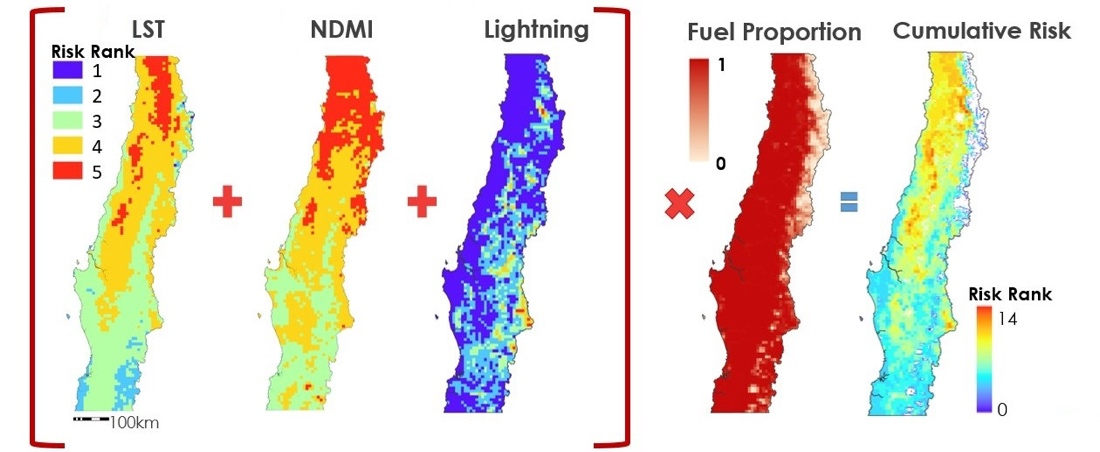 LST
NDMI
Lightning
Fuel Proportion
Cumulative Risk
Risk Rank
1
2
3
4
5
100km
1
0
Risk Rank
14
0